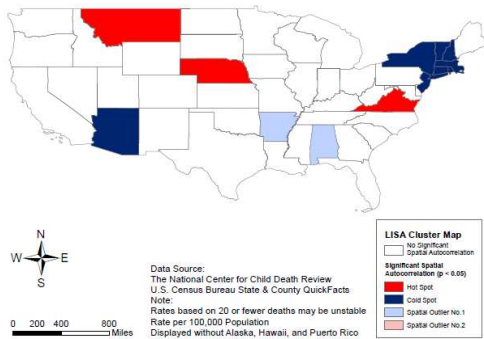 N
W E
S
0 200 400 800
Miles
Data Source:
The National Center for Child Death Review
U.S. Census Bureau State & County QuickFacts
Note:
Rates based on 20 or fewer deaths may be unstable
Rate per 100,000 Population
Displayed without Alaska, Hawaii, and Puerto Rico
LISA Cluster Map
No Significant
Spatial Autocorrelation
Significant Spatial
Autocorrelation (p < 0.05)
Hot Spot
Cold Spot
Spatial Outlier No.1
Spatial Outlier No.2